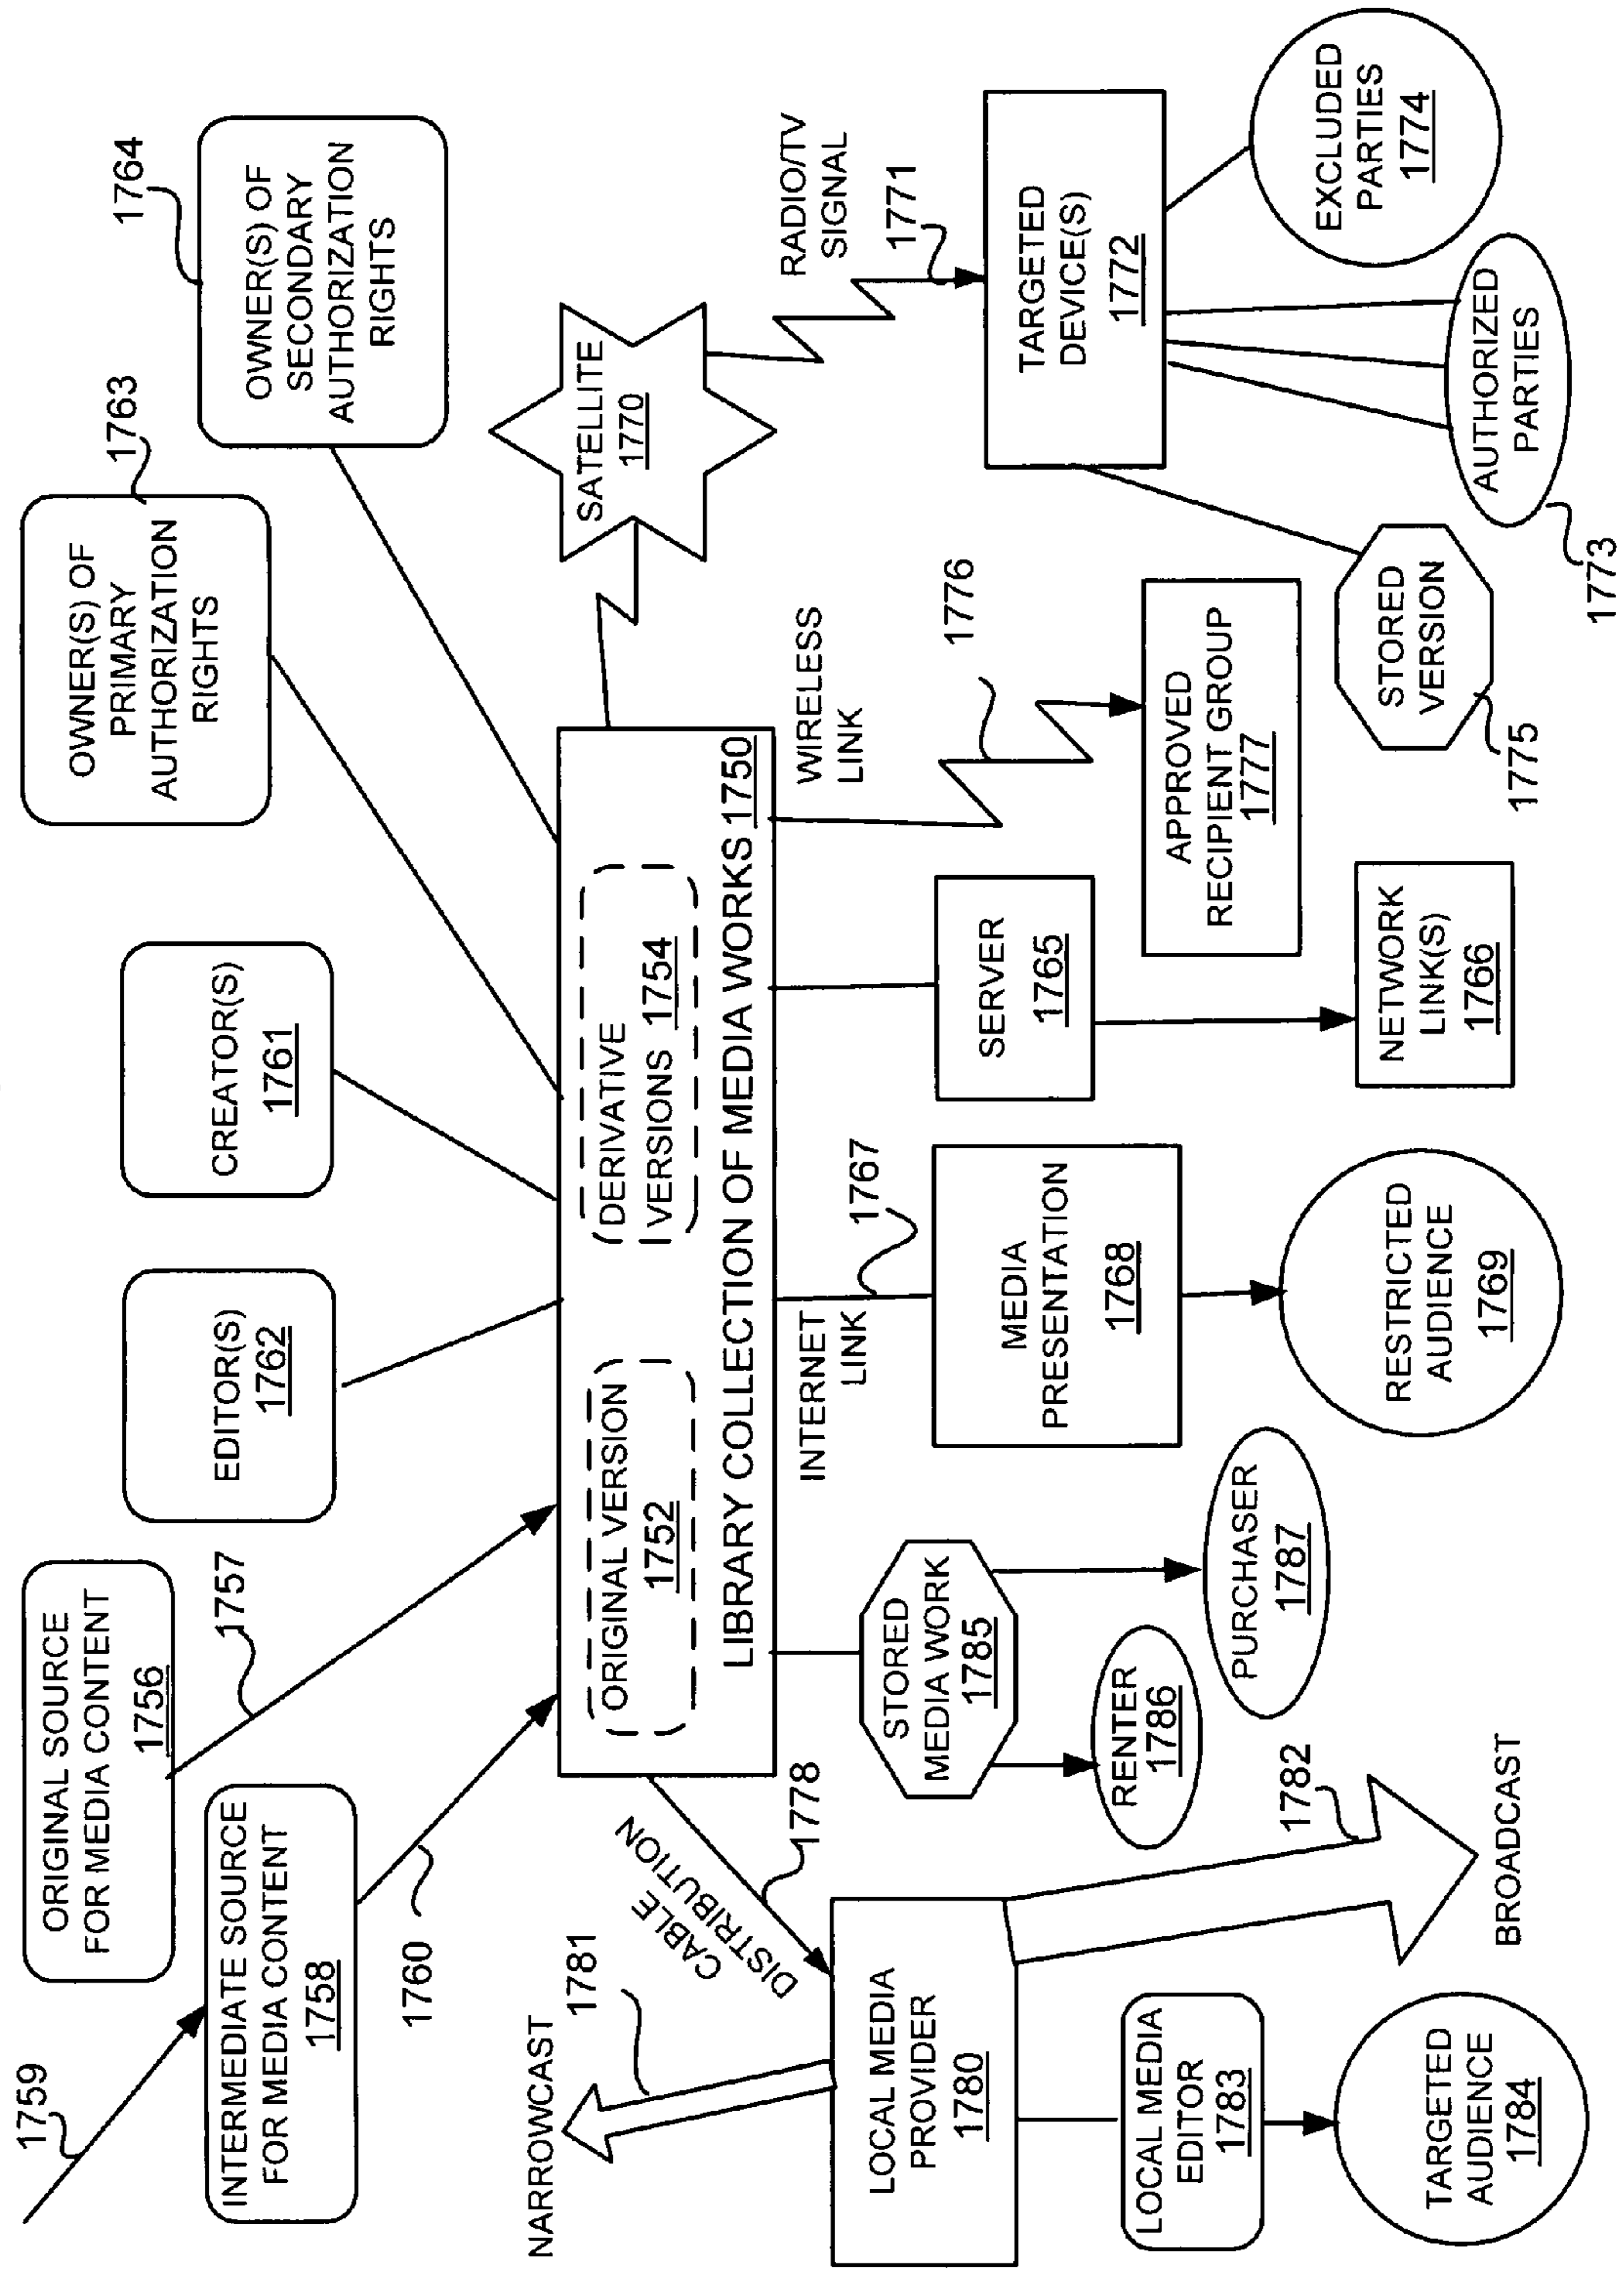 1759
ORIGINAL SOURCE
FOR MEDIA CONTENT
1756
1757
INTERMEDIATE SOURCE
FOR MEDIA CONTENT
1758
1760
EDITOR(S)
1762
CREATOR(S)
1761
OWNER(S) OF
PRIMARY
AUTHORIZATION
RIGHTS
1763
OWNER(S) OF
SECONDARY
AUTHORIZATION
RIGHTS
1764
ORIGINAL VERSION
1752
DERIVATIVE
VERSIONS 1754
LIBRARY COLLECTION OF MEDIA WORKS 1750
SATELLITE
1770
RADIO/TV
SIGNAL
1771
NARROWCAST
1781
CABLE
DISTRIBUTION
1778
INTERNET
LINK
1767
WIRELESS
LINK
1776
LOCAL MEDIA
PROVIDER
1780
STORED
MEDIA WORK
1785
MEDIA
PRESENTATION
1768
SERVER
1765
APPROVED
RECIPIENT GROUP
1777
TARGETED
DEVICE(S)
1772
LOCAL MEDIA
EDITOR
1783
RENTER
1786
PURCHASER
1787
1782
BROADCAST
TARGETED
AUDIENCE
1784
RESTRICTED
AUDIENCE
1769
NETWORK
LINK(S)
1766
STORED
VERSION
1775
AUTHORIZED
PARTIES
1773
EXCLUDED
PARTIES
1774